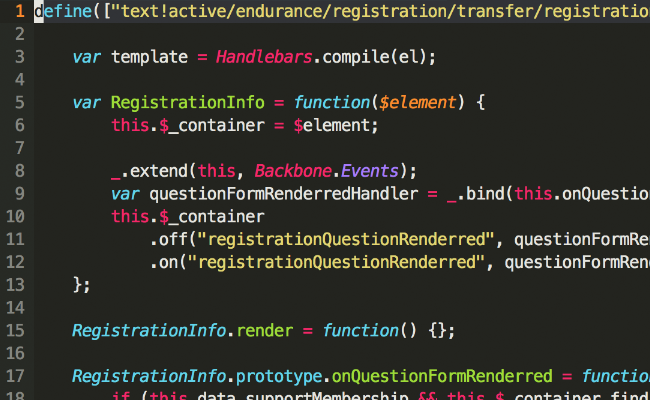 1 define(["text!active/endurance/registration/transfer/registration
2
3 var template = Handlebars.compile(el);
4
5 var RegistrationInfo = function($element) {
6 this.$_container = $element;
7
8 _.extend(this, Backbone.Events);
9 var questionFormRenderredHandler = _.bind(this.onQuestio
10 this.$_container
11 .off("registrationQuestionRenderred", questionFormRe
12 .on("registrationQuestionRenderred", questionFormRen
13 };
14
15 RegistrationInfo.render = function() {};
16
17 RegistrationInfo.prototype.onQuestionFormRenderred = function
18 if (this.data.supportMembership && this.$_container.find